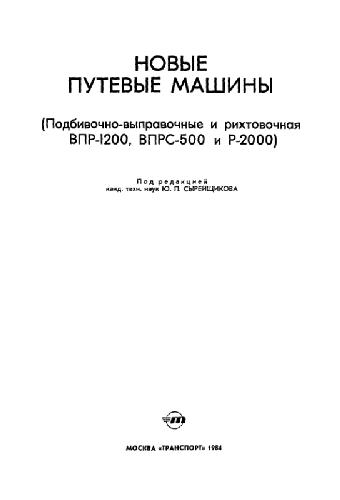 НОВЫЕ
ПУТЕВЫЕ МАШИНЫ
(Подбивочно-выправочные и рихтовочная
ВПР-1200, ВПРС-500 и Р-2000)
Под редакцией
канд. техн. наук Ю. П. СЫРЕЙЩИКОВА
МОСКВА «ТРАНСПОРТ» 1984